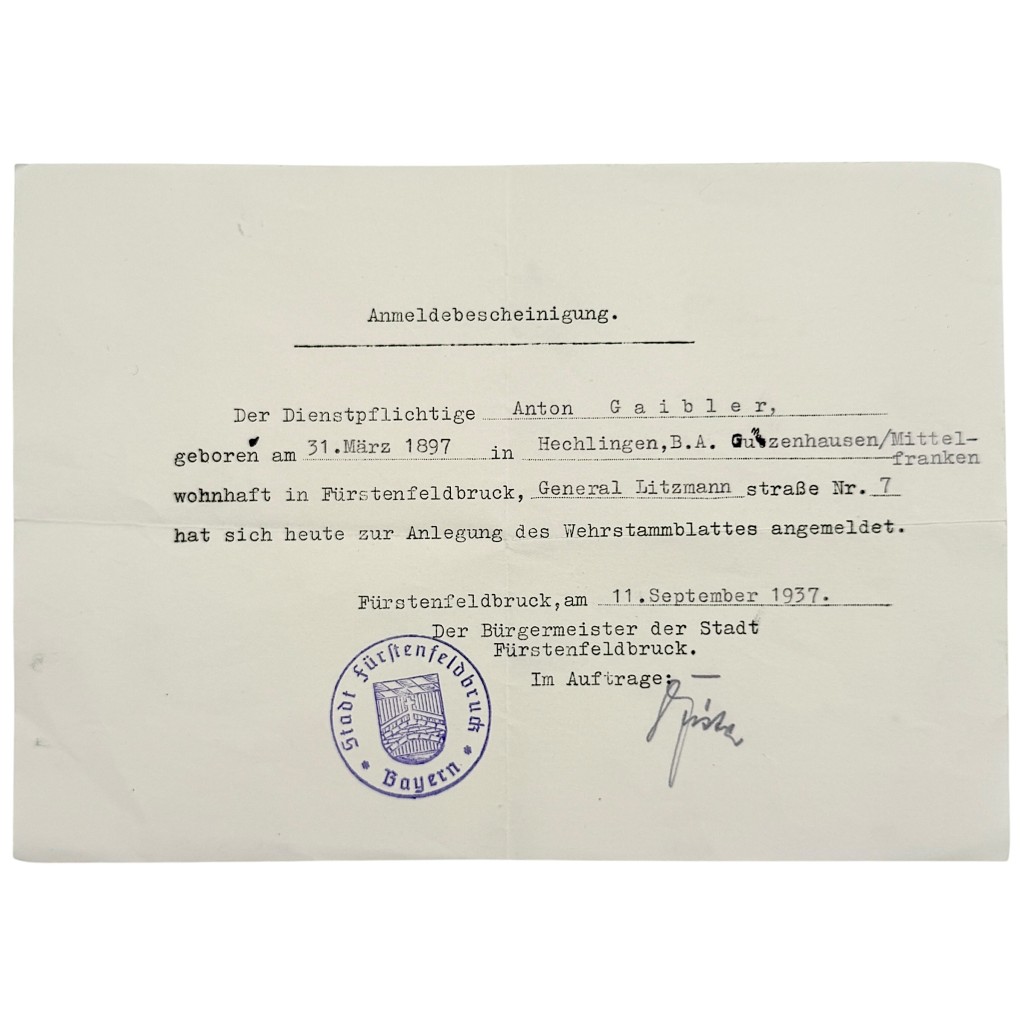 Anmeldebescheinigung.
Der Dienstpflichtige Anton Gaibler,
geboren am 31.März 1897 in Hechlingen,B.A. Gunzenhausen/Mittel-
franken
wohnhaft in Fürstenfeldbruck, General Litzmann straße Nr. 7
hat sich heute zur Anlegung des Wehrstammblattes angemeldet.
Fürstenfeldbruck,am 11.September 1937.
Der Bürgermeister der Stadt
Fürstenfeldbruck.
Im Auftrage:
Stadt Fürstenfeldbruck
* Bayern *